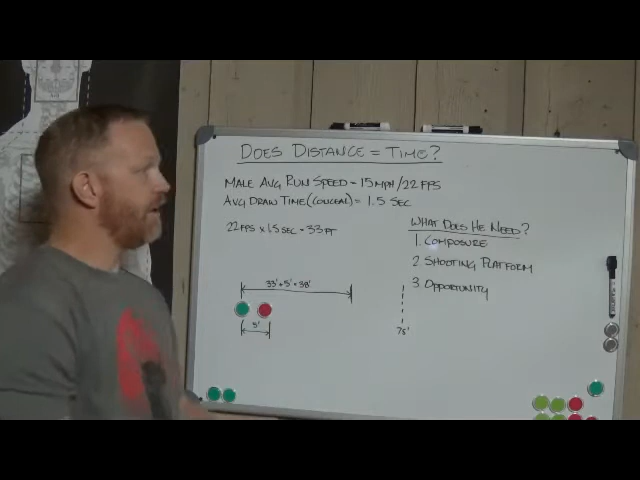 DOES DISTANCE = TIME?
MALE AVG RUN SPEED = 15 MPH/22 FPS
AVG DRAW TIME (CONCEAL) = 1.5 SEC
22 FPS x 1.5 SEC = 33 FT
WHAT DOES HE NEED?
1. COMPOSURE
2 SHOOTING PLATFORM
3. OPPORTUNITY
33' + 5' = 38'
5'
75'